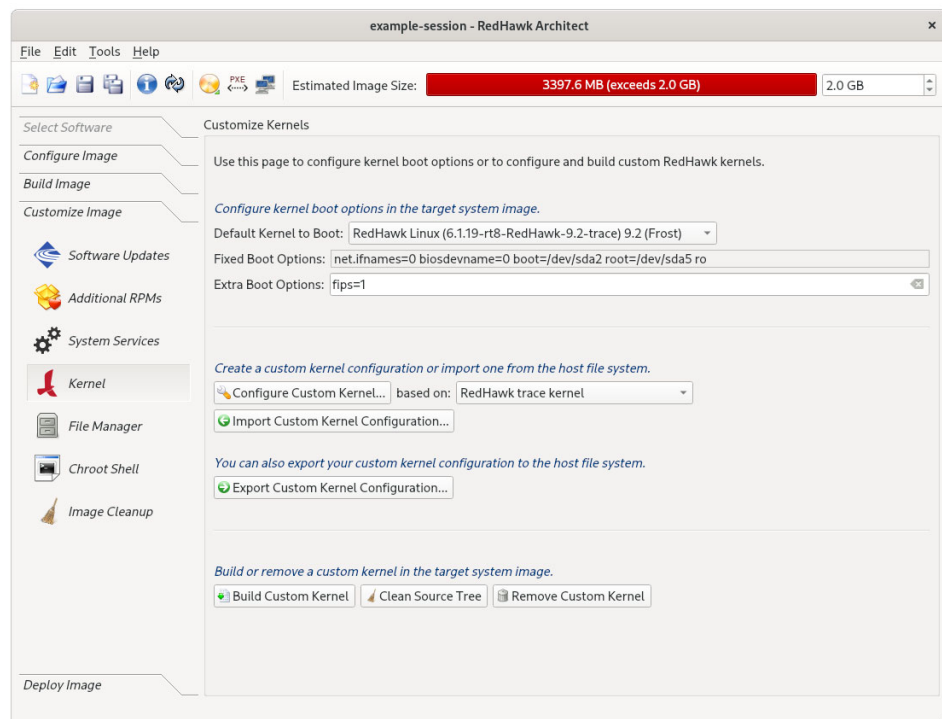 example-session - RedHawk Architect
File Edit Tools Help
PXE
Estimated Image Size: 3397.6 MB (exceeds 2.0 GB) 2.0 GB
Select Software
Configure Image
Build Image
Customize Image
Software Updates
Additional RPMs
System Services
Kernel
File Manager
Chroot Shell
Image Cleanup
Deploy Image
Customize Kernels
Use this page to configure kernel boot options or to configure and build custom RedHawk kernels.
Configure kernel boot options in the target system image.
Default Kernel to Boot: RedHawk Linux (6.1.19-rt8-RedHawk-9.2-trace) 9.2 (Frost)
Fixed Boot Options: net.ifnames=0 biosdevname=0 boot=/dev/sda2 root=/dev/sda5 ro
Extra Boot Options: fips=1
Create a custom kernel configuration or import one from the host file system.
Configure Custom Kernel... based on: RedHawk trace kernel
Import Custom Kernel Configuration...
You can also export your custom kernel configuration to the host file system.
Export Custom Kernel Configuration...
Build or remove a custom kernel in the target system image.
Build Custom Kernel Clean Source Tree Remove Custom Kernel